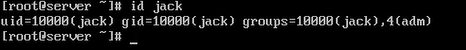 [root@server ~]# id jack
uid=10000(jack) gid=10000(jack) groups=10000(jack),4(adm)
[root@server ~]# _